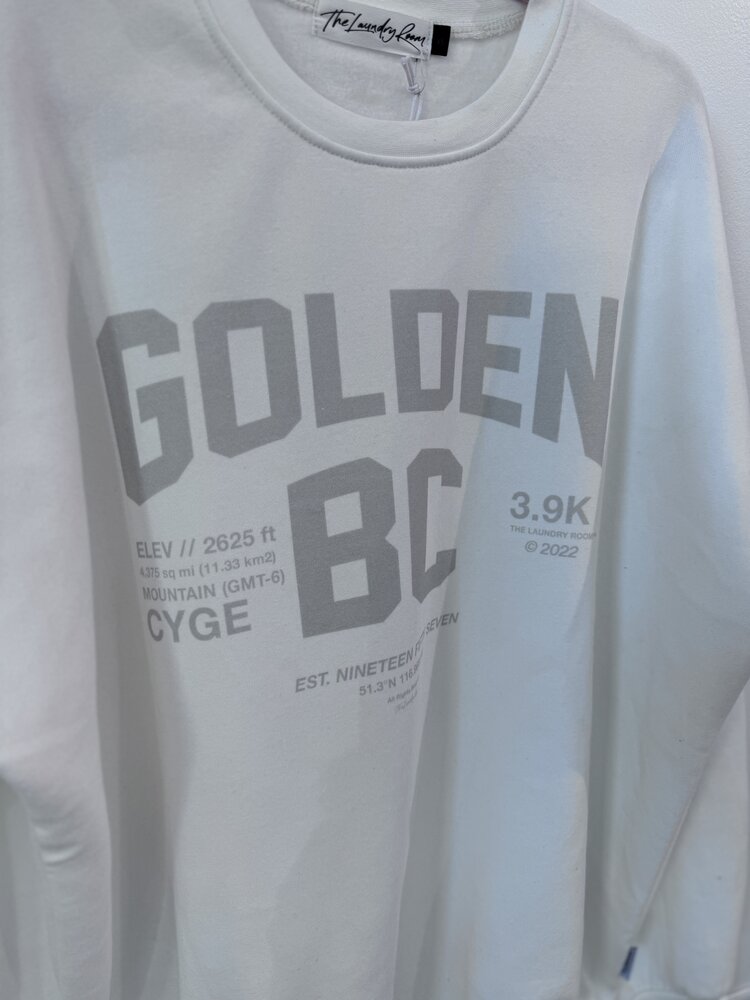 The Laundry Room
GOLDEN
BC
ELEV // 2625 ft
4.375 sq mi (11.33 km2)
MOUNTAIN (GMT-6)
CYGE
3.9K
THE LAUNDRY ROOM
© 2022
EST. NINETEEN SEVEN
51.3°N